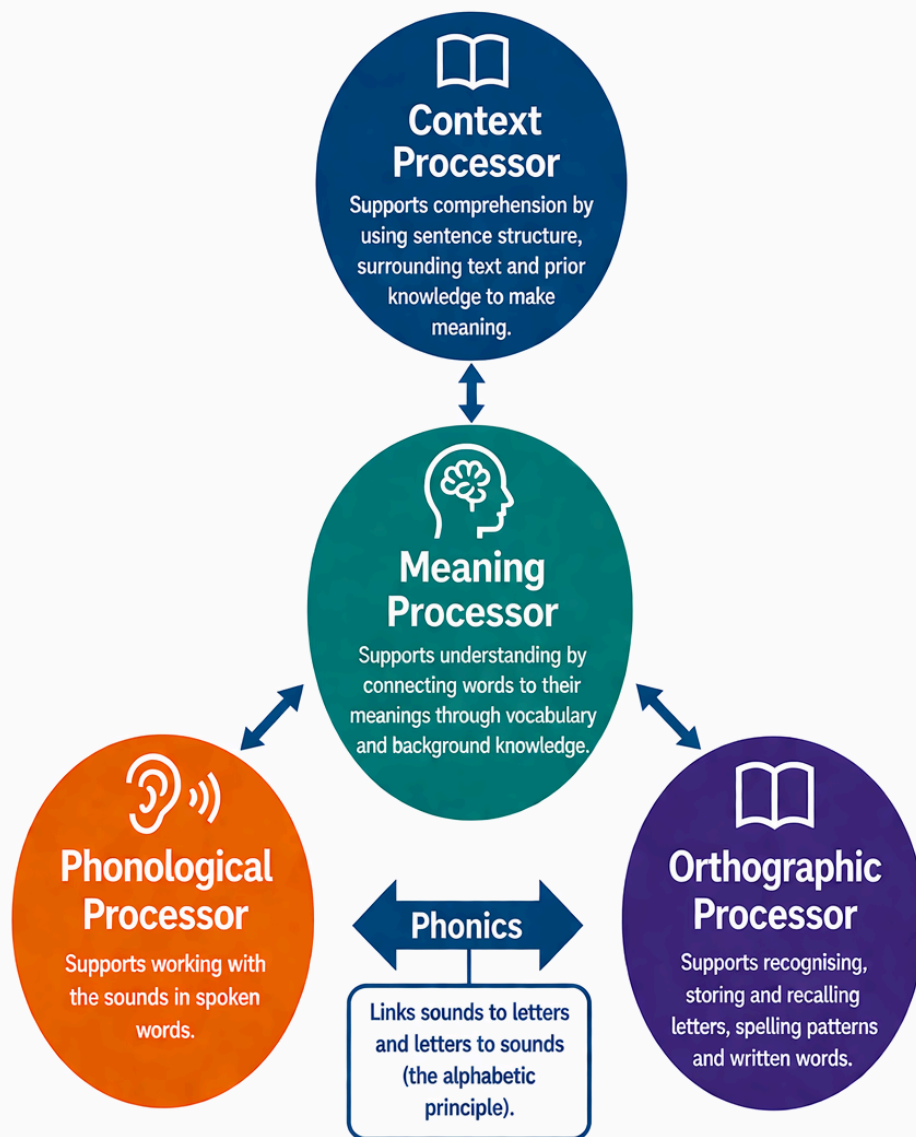 Context
Processor
Supports comprehension by
using sentence structure,
surrounding text and prior
knowledge to make
meaning.
Meaning
Processor
Supports understanding by
connecting words to their
meanings through vocabulary
and background knowledge.
Phonological
Processor
Supports working with
the sounds in spoken
words.
Phonics
Links sounds to letters
and letters to sounds
(the alphabetic
principle).
Orthographic
Processor
Supports recognising,
storing and recalling
letters, spelling patterns
and written words.